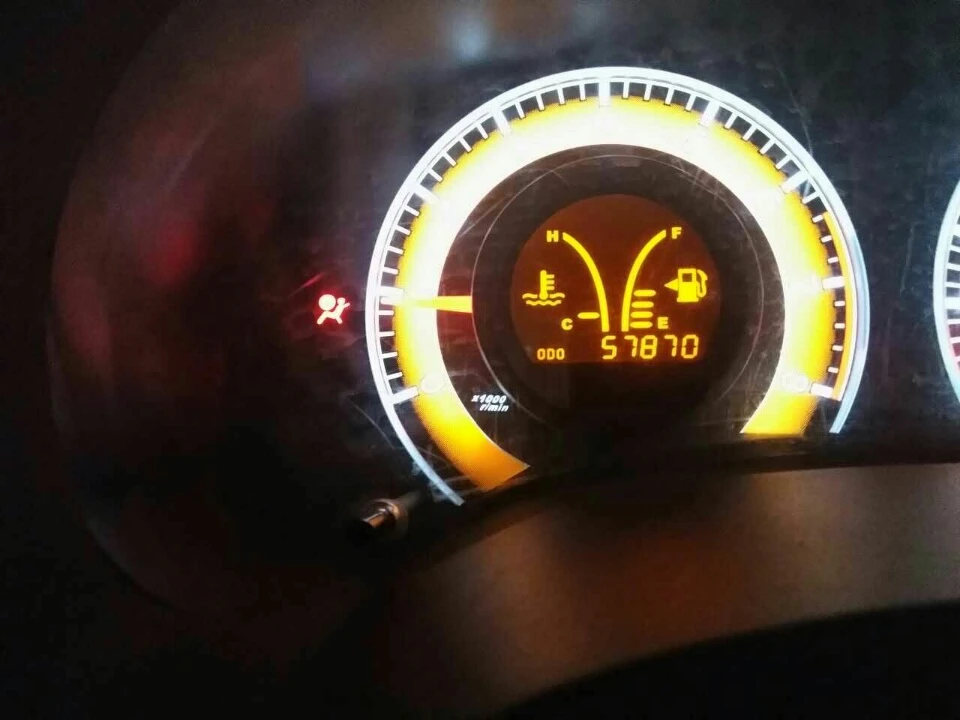 H F
C E
ODO 57870
x1000
r/min